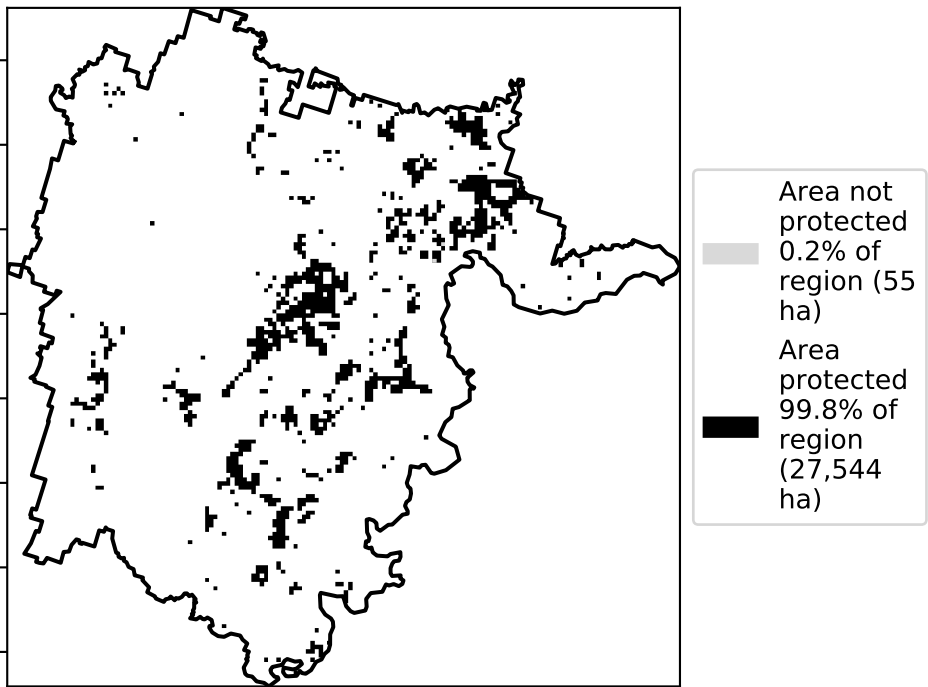 Area not
protected
0.2% of
region (55
ha)
Area
protected
99.8% of
region
(27,544
ha)